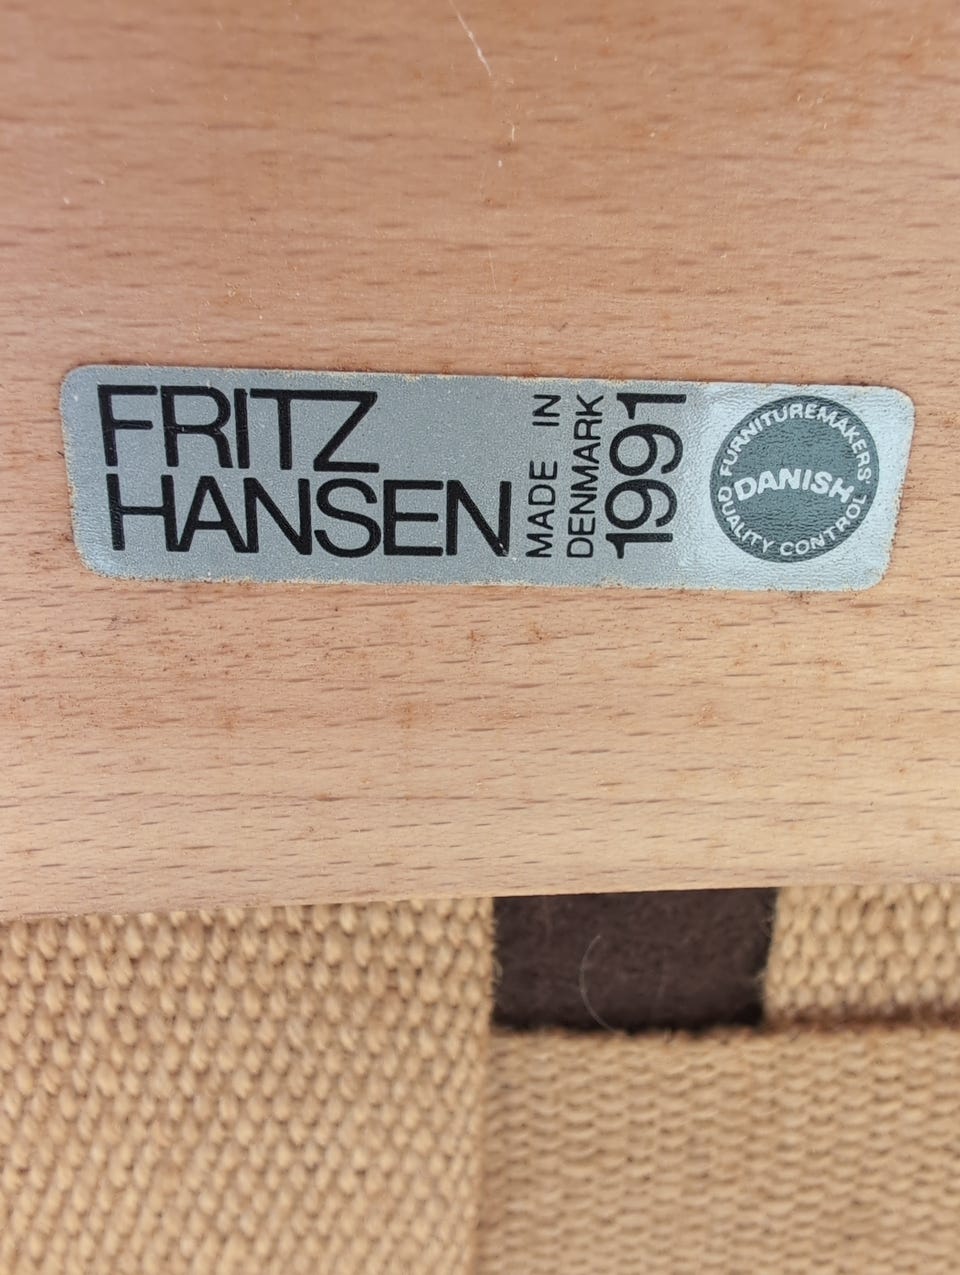 FRITZ
HANSEN
MADE IN
DENMARK
1991
FURNITUREMAKERS
DANISH
QUALITY CONTROL